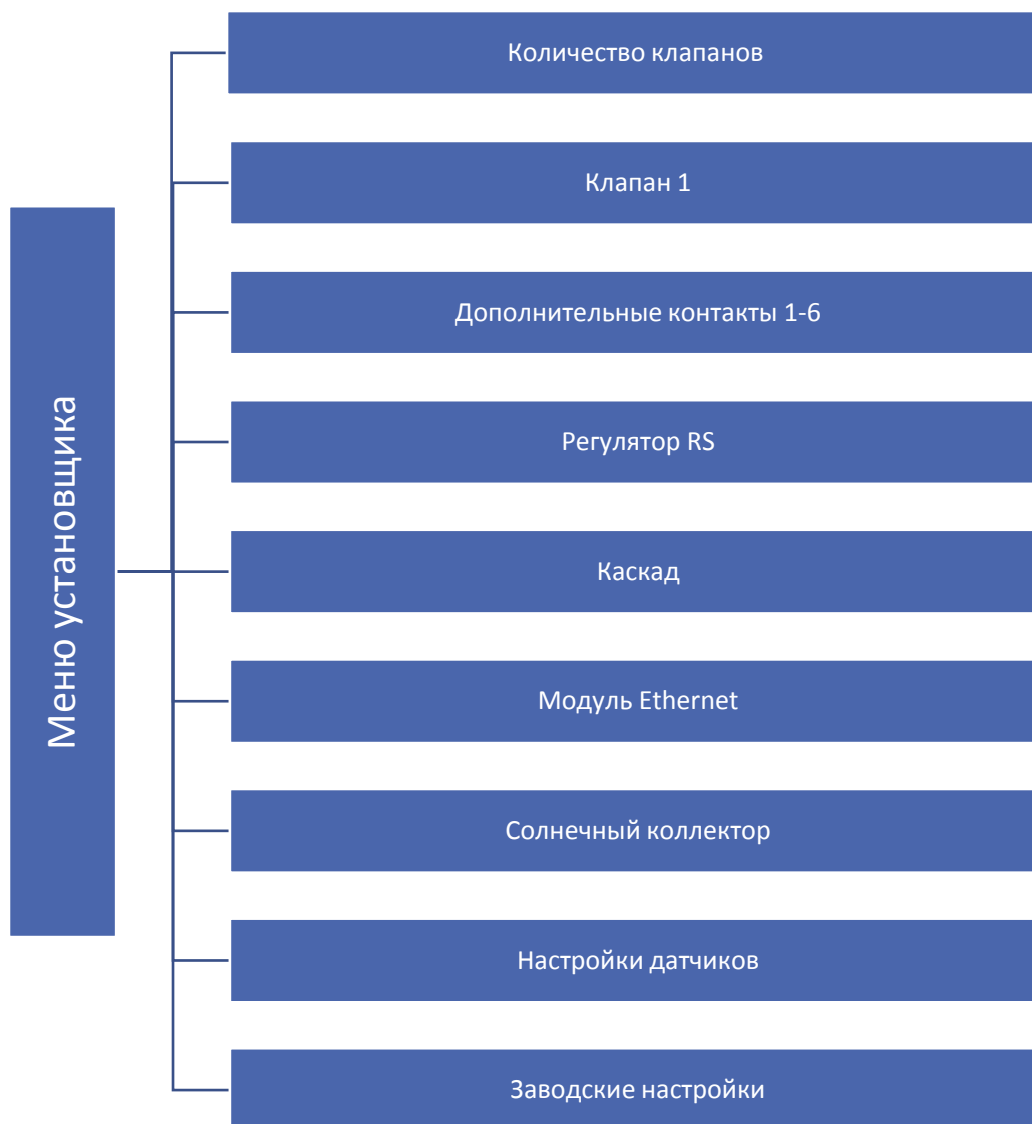 Меню установщика
Количество клапанов
Клапан 1
Дополнительные контакты 1-6
Регулятор RS
Каскад
Модуль Ethernet
Солнечный коллектор
Настройки датчиков
Заводские настройки